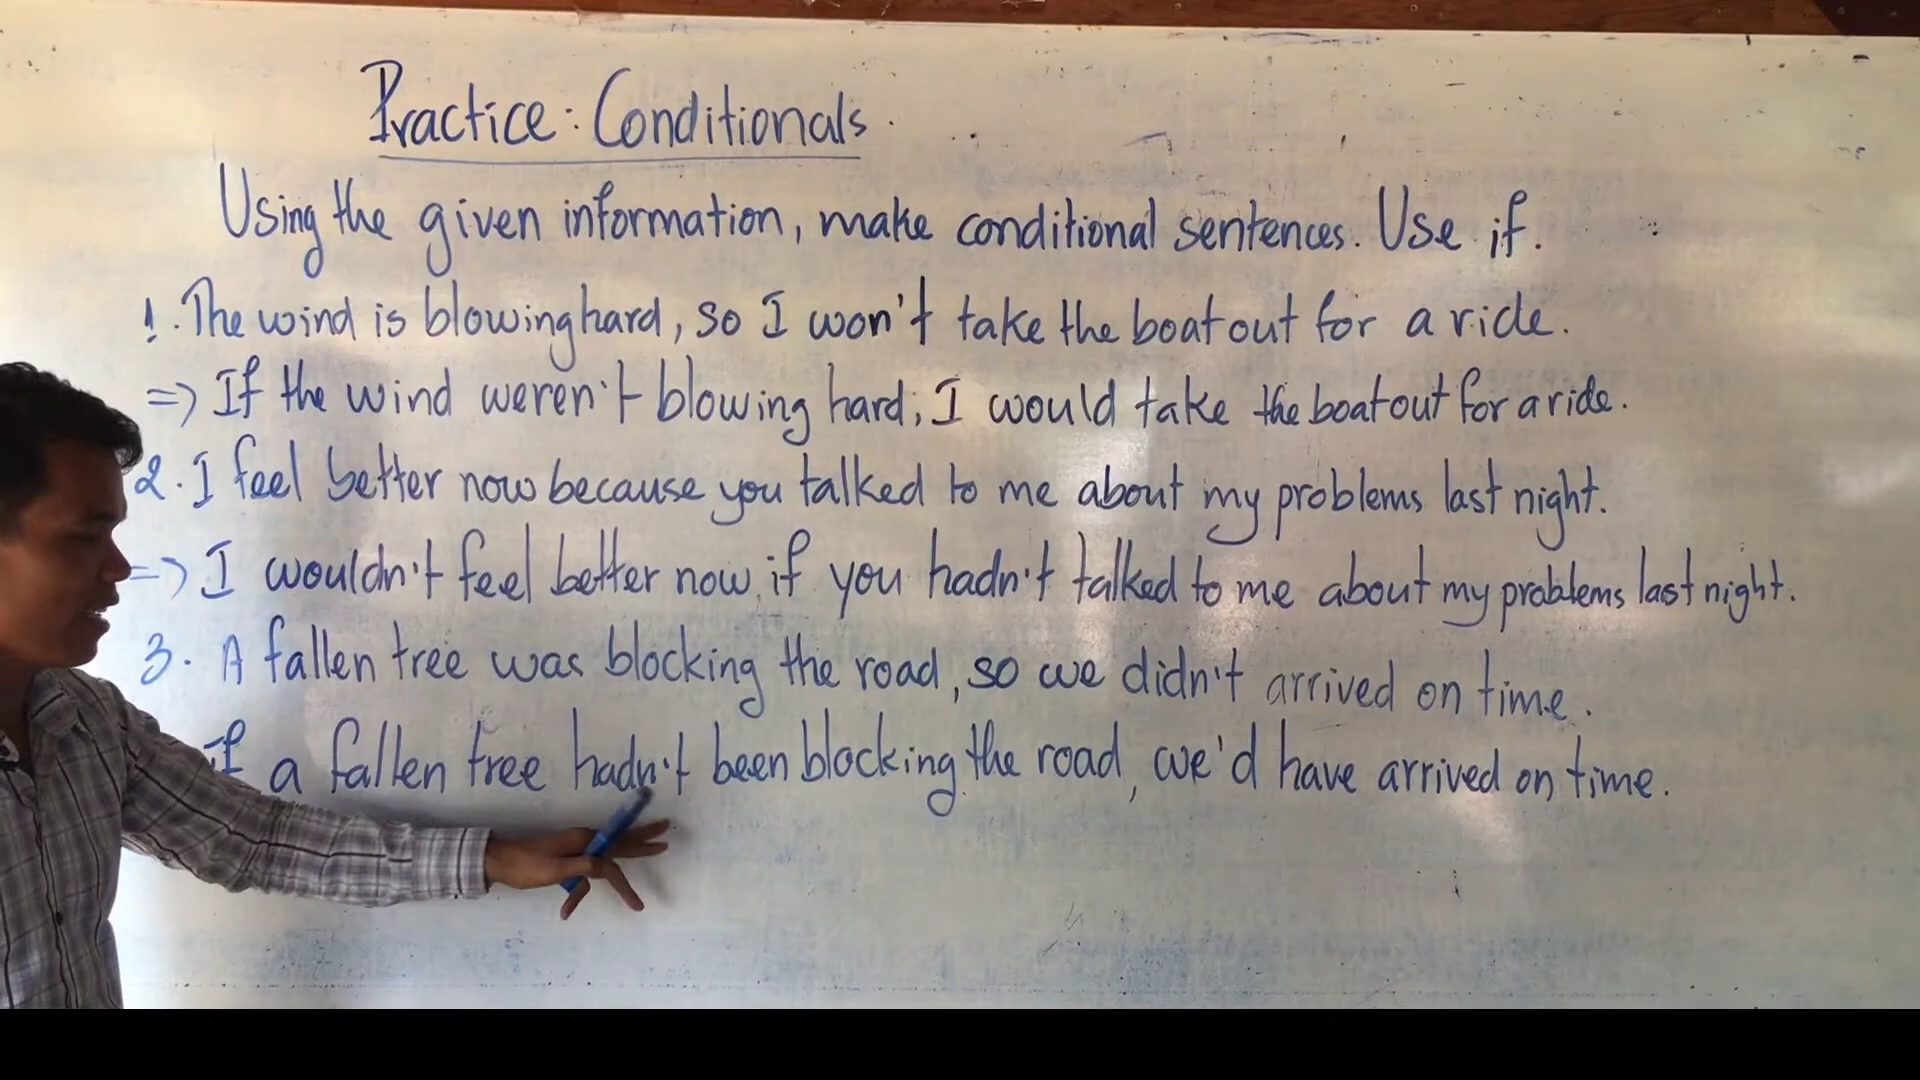 Practice: Conditionals.
Using the given information, make conditional sentences. Use if.
1. The wind is blowing hard, so I won't take the boat out for a ride.
=> If the wind weren't blowing hard, I would take the boat out for a ride.
2. I feel better now because you talked to me about my problems last night.
=> I wouldn't feel better now if you hadn't talked to me about my problems last night.
3. A fallen tree was blocking the road, so we didn't arrived on time.
If a fallen tree hadn't been blocking the road, we'd have arrived on time.